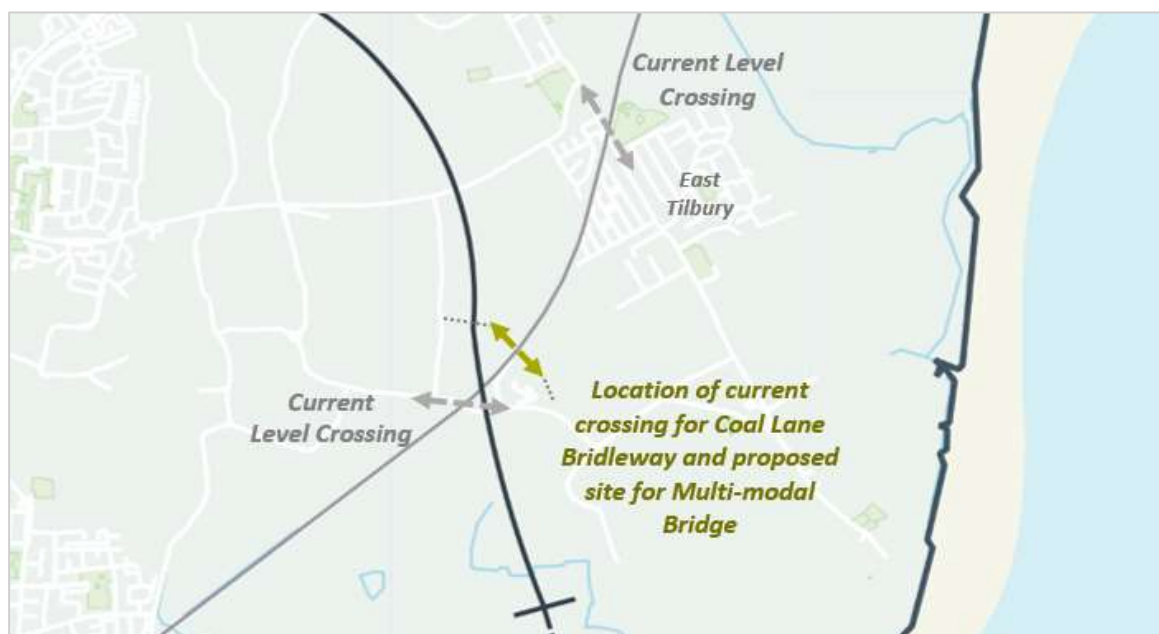 Current Level
Crossing
East
Tilbury
Current
Level Crossing
Location of current
crossing for Coal Lane
Bridleway and proposed
site for Multi-modal
Bridge